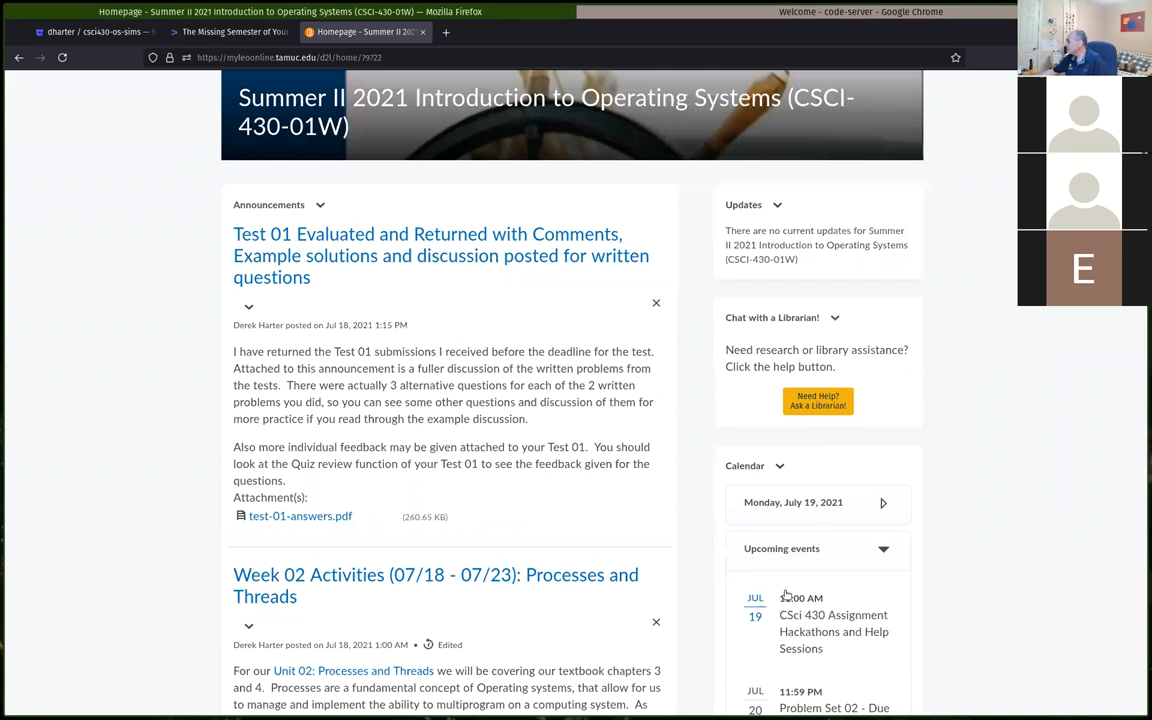 Homepage - Summer II 2021 Introduction to Operating Systems (CSCI-430-01W) — Mozilla Firefox
Welcome - code-server - Google Chrome
dharter / csci430-os-sims —
The Missing Semester of Your
Homepage - Summer II 202
https://myleoonline.tamuc.edu/d2l/home/79722
Summer II 2021 Introduction to Operating Systems (CSCI-
430-01W)
Announcements
Test 01 Evaluated and Returned with Comments,
Example solutions and discussion posted for written
questions
Derek Harter posted on Jul 18, 2021 1:15 PM
I have returned the Test 01 submissions I received before the deadline for the test.
Attached to this announcement is a fuller discussion of the written problems from
the tests. There were actually 3 alternative questions for each of the 2 written
problems you did, so you can see some other questions and discussion of them for
more practice if you read through the example discussion.
Also more individual feedback may be given attached to your Test 01. You should
look at the Quiz review function of your Test 01 to see the feedback given for the
questions.
Attachment(s):
test-01-answers.pdf (260.65 KB)
Week 02 Activities (07/18 - 07/23): Processes and
Threads
Derek Harter posted on Jul 18, 2021 1:00 AM • Edited
For our Unit 02: Processes and Threads we will be covering our textbook chapters 3
and 4. Processes are a fundamental concept of Operating systems, that allow for us
to manage and implement the ability to multiprogram on a computing system. As
Updates
There are no current updates for Summer
II 2021 Introduction to Operating Systems
(CSCI-430-01W)
Chat with a Librarian!
Need research or library assistance?
Click the help button.
Need Help?
Ask a Librarian!
Calendar
Monday, July 19, 2021
Upcoming events
JUL
19
:00 AM
CSci 430 Assignment
Hackathons and Help
Sessions
JUL
20
11:59 PM
Problem Set 02 - Due
E